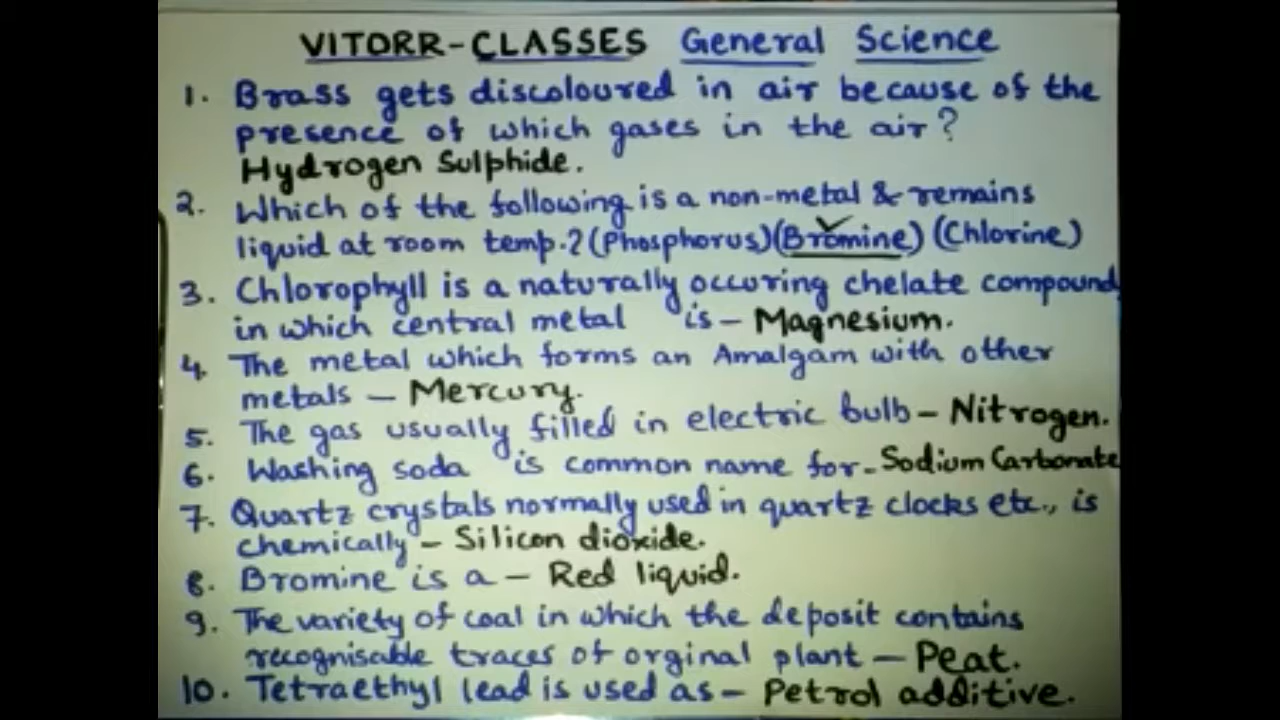 VITORR-CLASSES General Science
1. Brass gets discoloured in air because of the
presence of which gases in the air?
Hydrogen Sulphide.
2. Which of the following is a non-metal & remains
liquid at room temp.? (Phosphorus) (Bromine) (Chlorine)
3. Chlorophyll is a naturally occuring chelate compound,
in which central metal is – Magnesium.
4. The metal which forms an Amalgam with other
metals – Mercury.
5. The gas usually filled in electric bulb – Nitrogen.
6. Washing soda is common name for - Sodium Carbonate
7. Quartz crystals normally used in quartz clocks etc., is
chemically – Silicon dioxide.
8. Bromine is a – Red liquid.
9. The variety of coal in which the deposit contains
recognisable traces of orginal plant – Peat.
10. Tetraethyl lead is used as – Petrol additive.